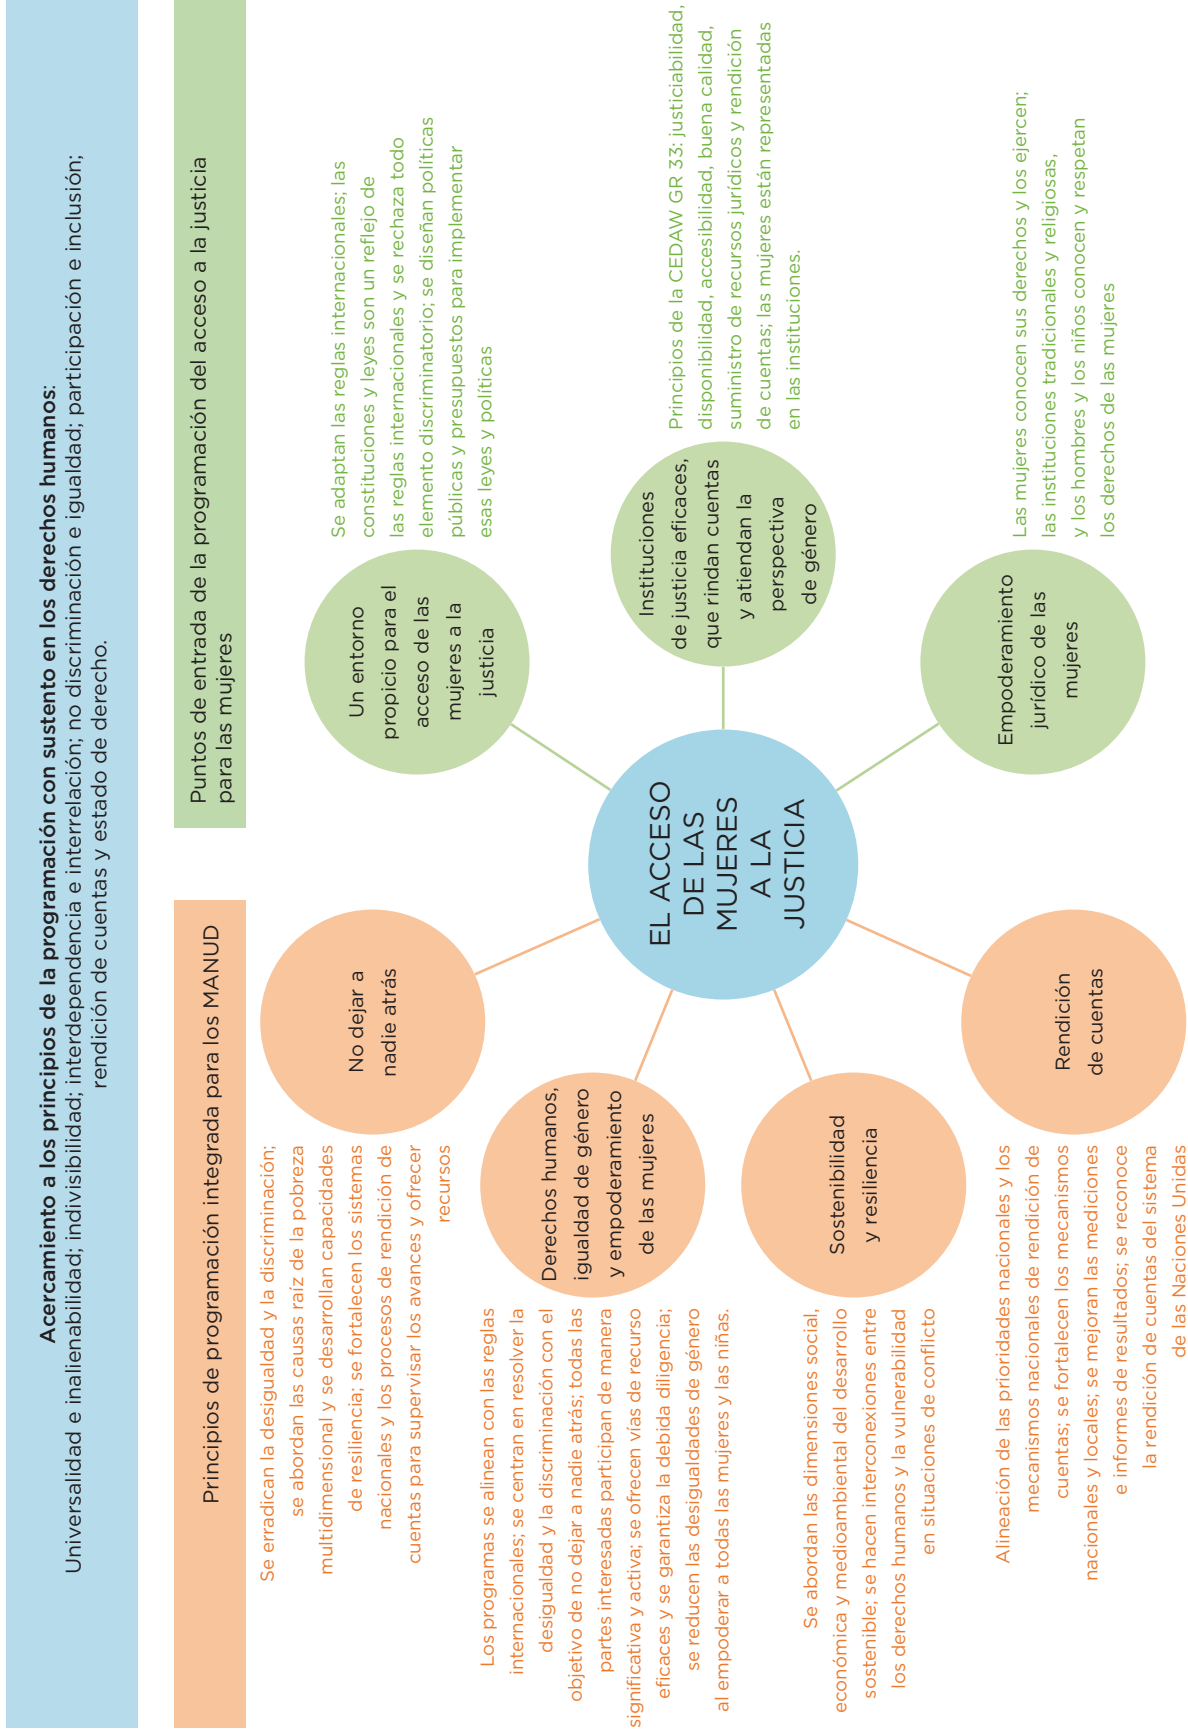 Acercamiento a los principios de la programación con sustento en los derechos humanos:
Universalidad e inalienabilidad; indivisibilidad; interdependencia e interrelación; no discriminación e igualdad; participación e inclusión;
rendición de cuentas y estado de derecho.
Principios de programación integrada para los MANUD
Puntos de entrada de la programación del acceso a la justicia
para las mujeres
Se erradican la desigualdad y la discriminación;
se abordan las causas raíz de la pobreza
multidimensional y se desarrollan capacidades
de resiliencia; se fortalecen los sistemas
nacionales y los procesos de rendición de
cuentas para supervisar los avances y ofrecer
recursos
No dejar a
nadie atrás
Los programas se alinean con las reglas
internacionales; se centran en resolver la
desigualdad y la discriminación con el
objetivo de no dejar a nadie atrás; todas las
partes interesadas participan de manera
significativa y activa; se ofrecen vías de recurso
eficaces y se garantiza la debida diligencia;
se reducen las desigualdades de género
al empoderar a todas las mujeres y las niñas.
Derechos humanos,
igualdad de género
y empoderamiento
de las mujeres
Se abordan las dimensiones social,
económica y medioambiental del desarrollo
sostenible; se hacen interconexiones entre
los derechos humanos y la vulnerabilidad
en situaciones de conflicto
Sostenibilidad
y resiliencia
Alineación de las prioridades nacionales y los
mecanismos nacionales de rendición de
cuentas; se fortalecen los mecanismos
nacionales y locales; se mejoran las mediciones
e informes de resultados; se reconoce
la rendición de cuentas del sistema
de las Naciones Unidas
Rendición
de cuentas
EL ACCESO
DE LAS
MUJERES
A LA
JUSTICIA
Un entorno
propicio para el
acceso de las
mujeres a la
justicia
Se adaptan las reglas internacionales; las
constituciones y leyes son un reflejo de
las reglas internacionales y se rechaza todo
elemento discriminatorio; se diseñan políticas
públicas y presupuestos para implementar
esas leyes y políticas
Instituciones
de justicia eficaces,
que rindan cuentas
y atiendan la
perspectiva
de género
Principios de la CEDAW GR 33: justiciabilidad,
disponibilidad, accesibilidad, buena calidad,
suministro de recursos jurídicos y rendición
de cuentas; las mujeres están representadas
en las instituciones.
Empoderamiento
jurídico de las
mujeres
Las mujeres conocen sus derechos y los ejercen;
las instituciones tradicionales y religiosas,
y los hombres y los niños conocen y respetan
los derechos de las mujeres